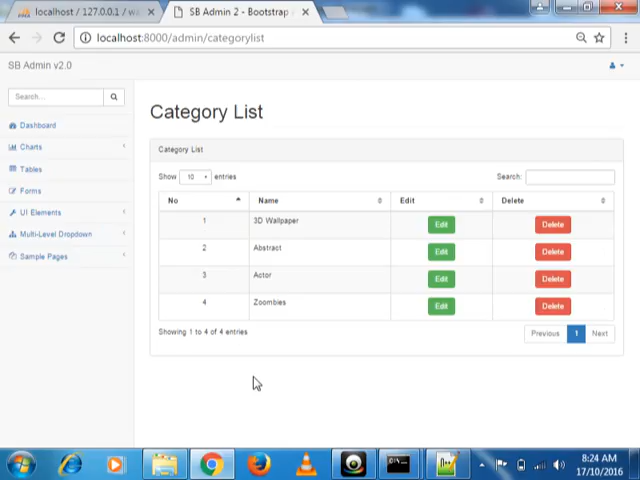 localhost / 127.0.0.1 / wa
SB Admin 2 - Bootstrap
localhost:8000/admin/categorylist
SB Admin v2.0
Search...
Dashboard
Charts
Tables
Forms
UI Elements
Multi-Level Dropdown
Sample Pages
Category List
Category List
Show 10 entries
Search:
No Name Edit Delete
1 3D Wallpaper Edit Delete
2 Abstract Edit Delete
3 Actor Edit Delete
4 Zoombies Edit Delete
Showing 1 to 4 of 4 entries
Previous 1 Next
8:24 AM
17/10/2016